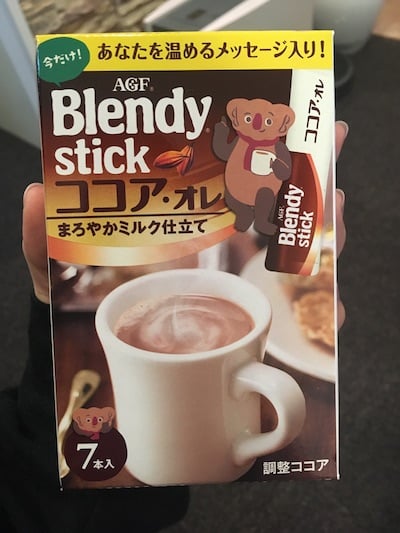 今だけ!
あなたを温めるメッセージ入り!
AGF®
Blendy®
stick
ココア・オレ
まろやかミルク仕立て
ココア・オレ
AGF®
Blendy
stick
7本入
調整ココア